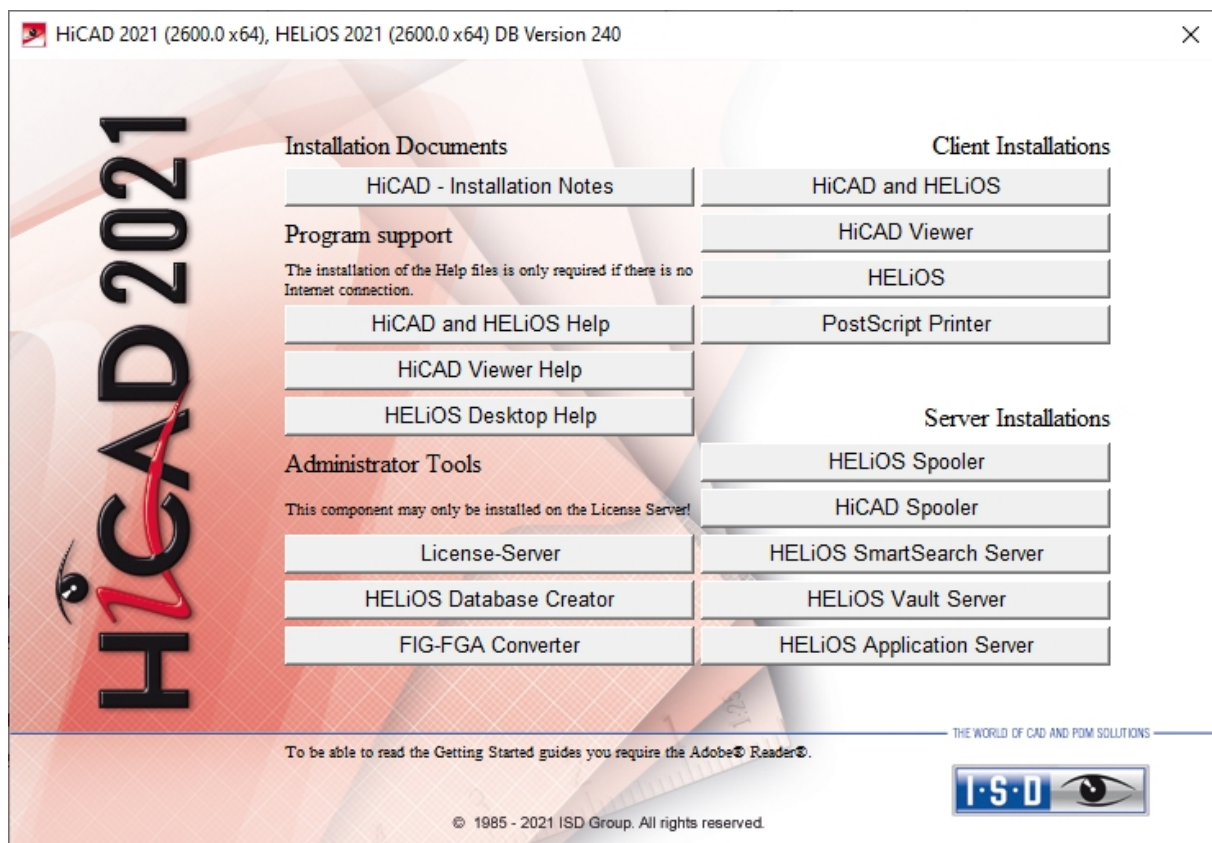 HiCAD 2021 (2600.0 x64), HELiOS 2021 (2600.0 x64) DB Version 240
HiCAD 2021
Installation Documents
HiCAD - Installation Notes
Program support
The installation of the Help files is only required if there is no
Internet connection.
HiCAD and HELiOS Help
HiCAD Viewer Help
HELiOS Desktop Help
Administrator Tools
This component may only be installed on the License Server!
License-Server
HELiOS Database Creator
FIG-FGA Converter
Client Installations
HiCAD and HELiOS
HiCAD Viewer
HELiOS
PostScript Printer
Server Installations
HELiOS Spooler
HiCAD Spooler
HELiOS SmartSearch Server
HELiOS Vault Server
HELiOS Application Server
THE WORLD OF CAD AND PDM SOLUTIONS
To be able to read the Getting Started guides you require the Adobe® Reader®.
I·S·D
© 1985 - 2021 ISD Group. All rights reserved.